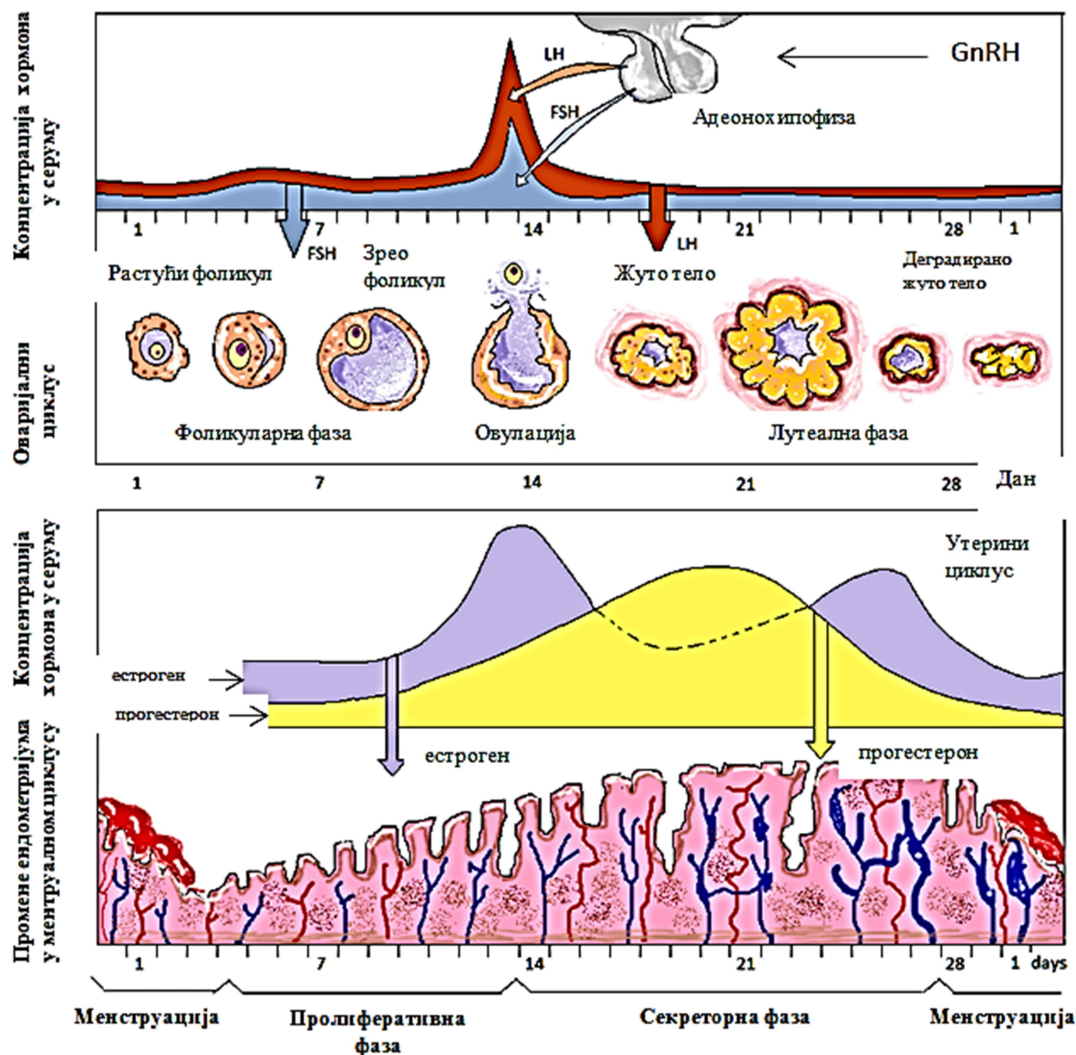 Концентрација хормона
у серуму
LH
FSH
GnRH
Адеонохипофиза
1
7
14
21
28
1
FSH
LH
Растући фоликул
Зрео
фоликул
Жуто тело
Деградирано
жуто тело
Оваријални
циклус
Фоликуларна фаза
Овулација
Лутеална фаза
1
7
14
21
28
Дан
Концентрација
хормона у серуму
Утерини
циклус
естроген
прогестерон
естроген
прогестерон
Промене ендометријума
у ментруалном циклусу
1
7
14
21
28
1
days
Менструација
Пролиферативна
фаза
Секреторна фаза
Менструација